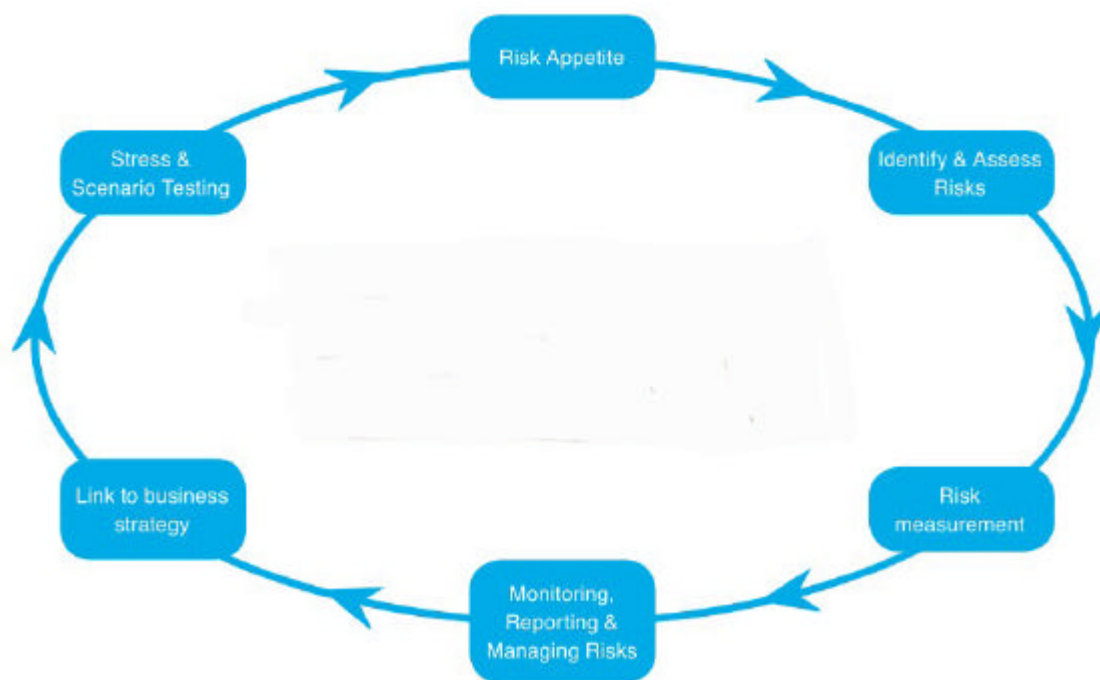 Risk Appetite
Identify & Assess
Risks
Risk
measurement
Monitoring,
Reporting &
Managing Risks
Link to business
strategy
Stress &
Scenario Testing